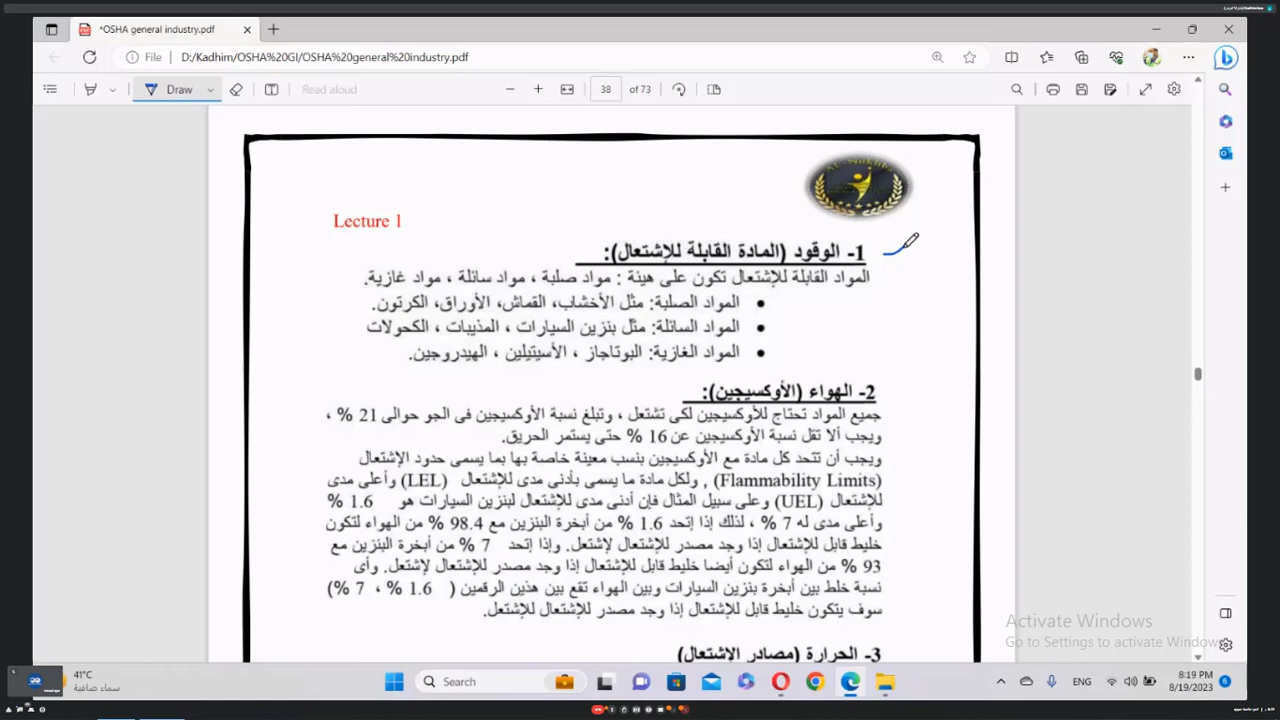 *OSHA general industry.pdf
File D:/Kadhim/OSHA%20GI/OSHA%20general%20industry.pdf
Draw Read aloud 38 of 73
Lecture 1
1- الوقود (المادة القابلة للإشتعال):
المواد القابلة للإشتعال تكون على هيئة : مواد صلبة ، مواد سائلة ، مواد غازية.
• المواد الصلبة: مثل الأخشاب، القماش، الأوراق، الكرتون.
• المواد السائلة: مثل بنزين السيارات ، المذيبات ، الكحولات
• المواد الغازية: البوتاجاز ، الأسيتيلين ، الهيدروجين.
2- الهواء (الأوكسيجين):
جميع المواد تحتاج للأوكسيجين لكى تشتعل ، وتبلغ نسبة الأوكسيجين فى الجو حوالى 21 % ،
ويجب ألا تقل نسبة الأوكسيجين عن 16 % حتى يستمر الحريق.
ويجب أن تتحد كل مادة مع الأوكسيجين بنسب معينة خاصة بها بما يسمى حدود الإشتعال
(Flammability Limits) , ولكل مادة ما يسمى بأدنى مدى للإشتعال (LEL) وأعلى مدى
للإشتعال (UEL) وعلى سبيل المثال فإن أدنى مدى للإشتعال لبنزين السيارات هو 1.6 %
وأعلى مدى له 7 % ، لذلك إذا إتحد 1.6 % من أبخرة البنزين مع 98.4 % من الهواء لتكون
خليط قابل للإشتعال إذا وجد مصدر للإشتعال لإشتعل. وإذا إتحد 7 % من أبخرة البنزين مع
93 % من الهواء لتكون أيضا خليط قابل للإشتعال إذا وجد مصدر للإشتعال لإشتعل. وأى
نسبة خلط بين أبخرة بنزين السيارات وبين الهواء تقع بين هذين الرقمين ( 1.6 % ، 7 %)
سوف يتكون خليط قابل للإشتعال إذا وجد مصدر للإشتعال للإشتعل.
3- الحرارة (مصادر الإشتعال)
Activate Windows
Go to Settings to activate Windows.
41°C
سماء صافية
Search
ENG
8:19 PM
8/19/2023